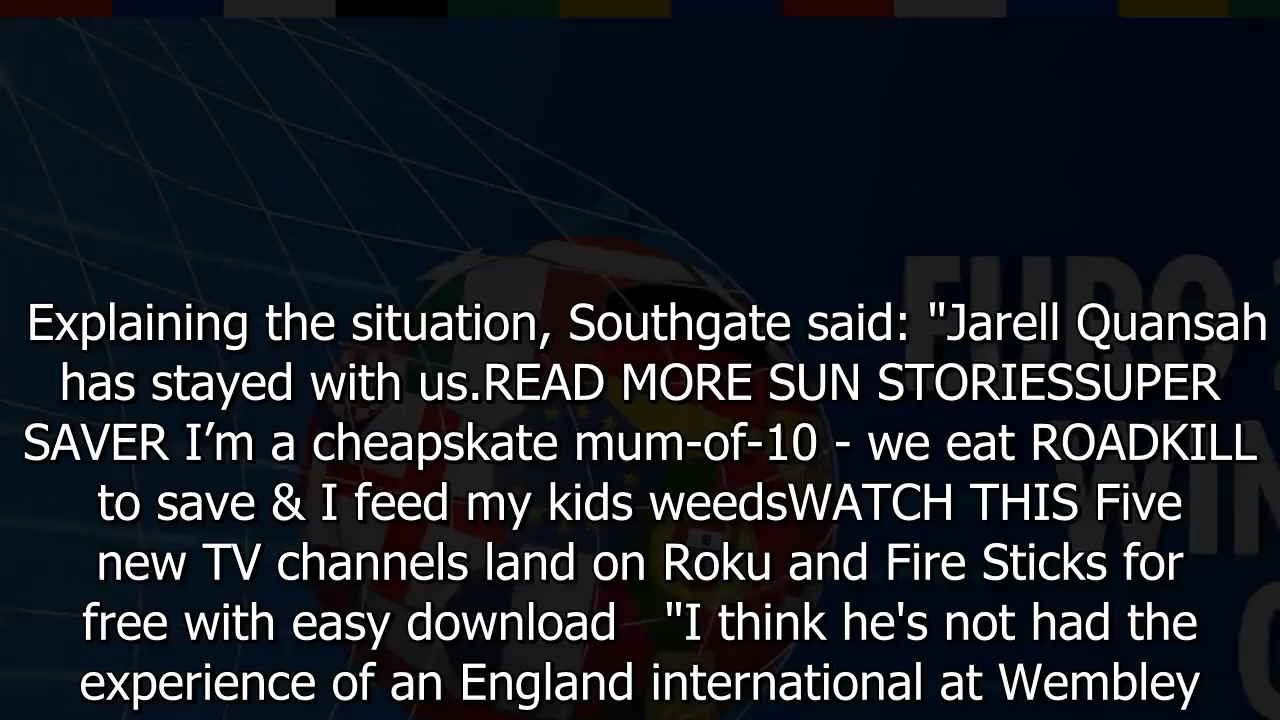 EURO
WIN
Explaining the situation, Southgate said: "Jarell Quansah
has stayed with us.READ MORE SUN STORIESSUPER
SAVER I’m a cheapskate mum-of-10 - we eat ROADKILL
to save & I feed my kids weedsWATCH THIS Five
new TV channels land on Roku and Fire Sticks for
free with easy download   "I think he's not had the
experience of an England international at Wembley